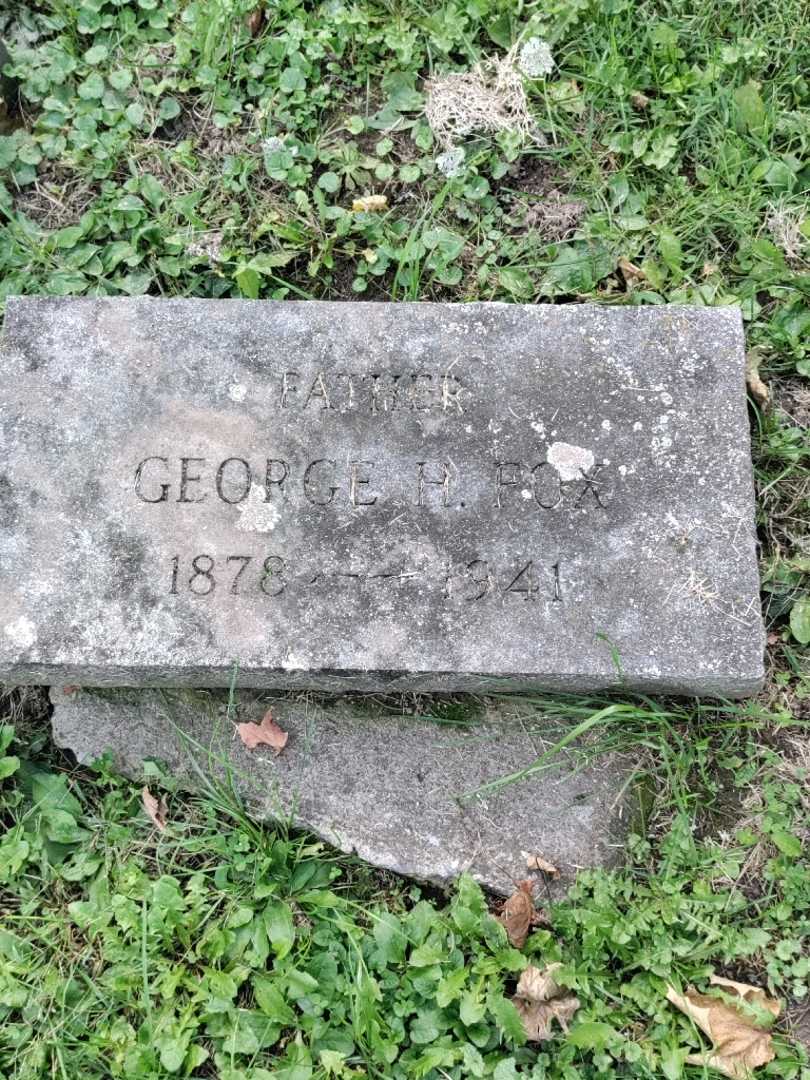 FATHER
GEORGE H. FOX
1878 — 1941